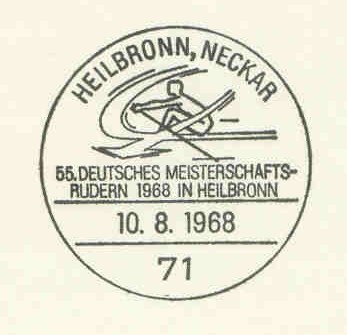 HEILBRONN, NECKAR
55. DEUTSCHES MEISTERSCHAFTS-
RUDERN 1968 IN HEILBRONN
10. 8. 1968
71